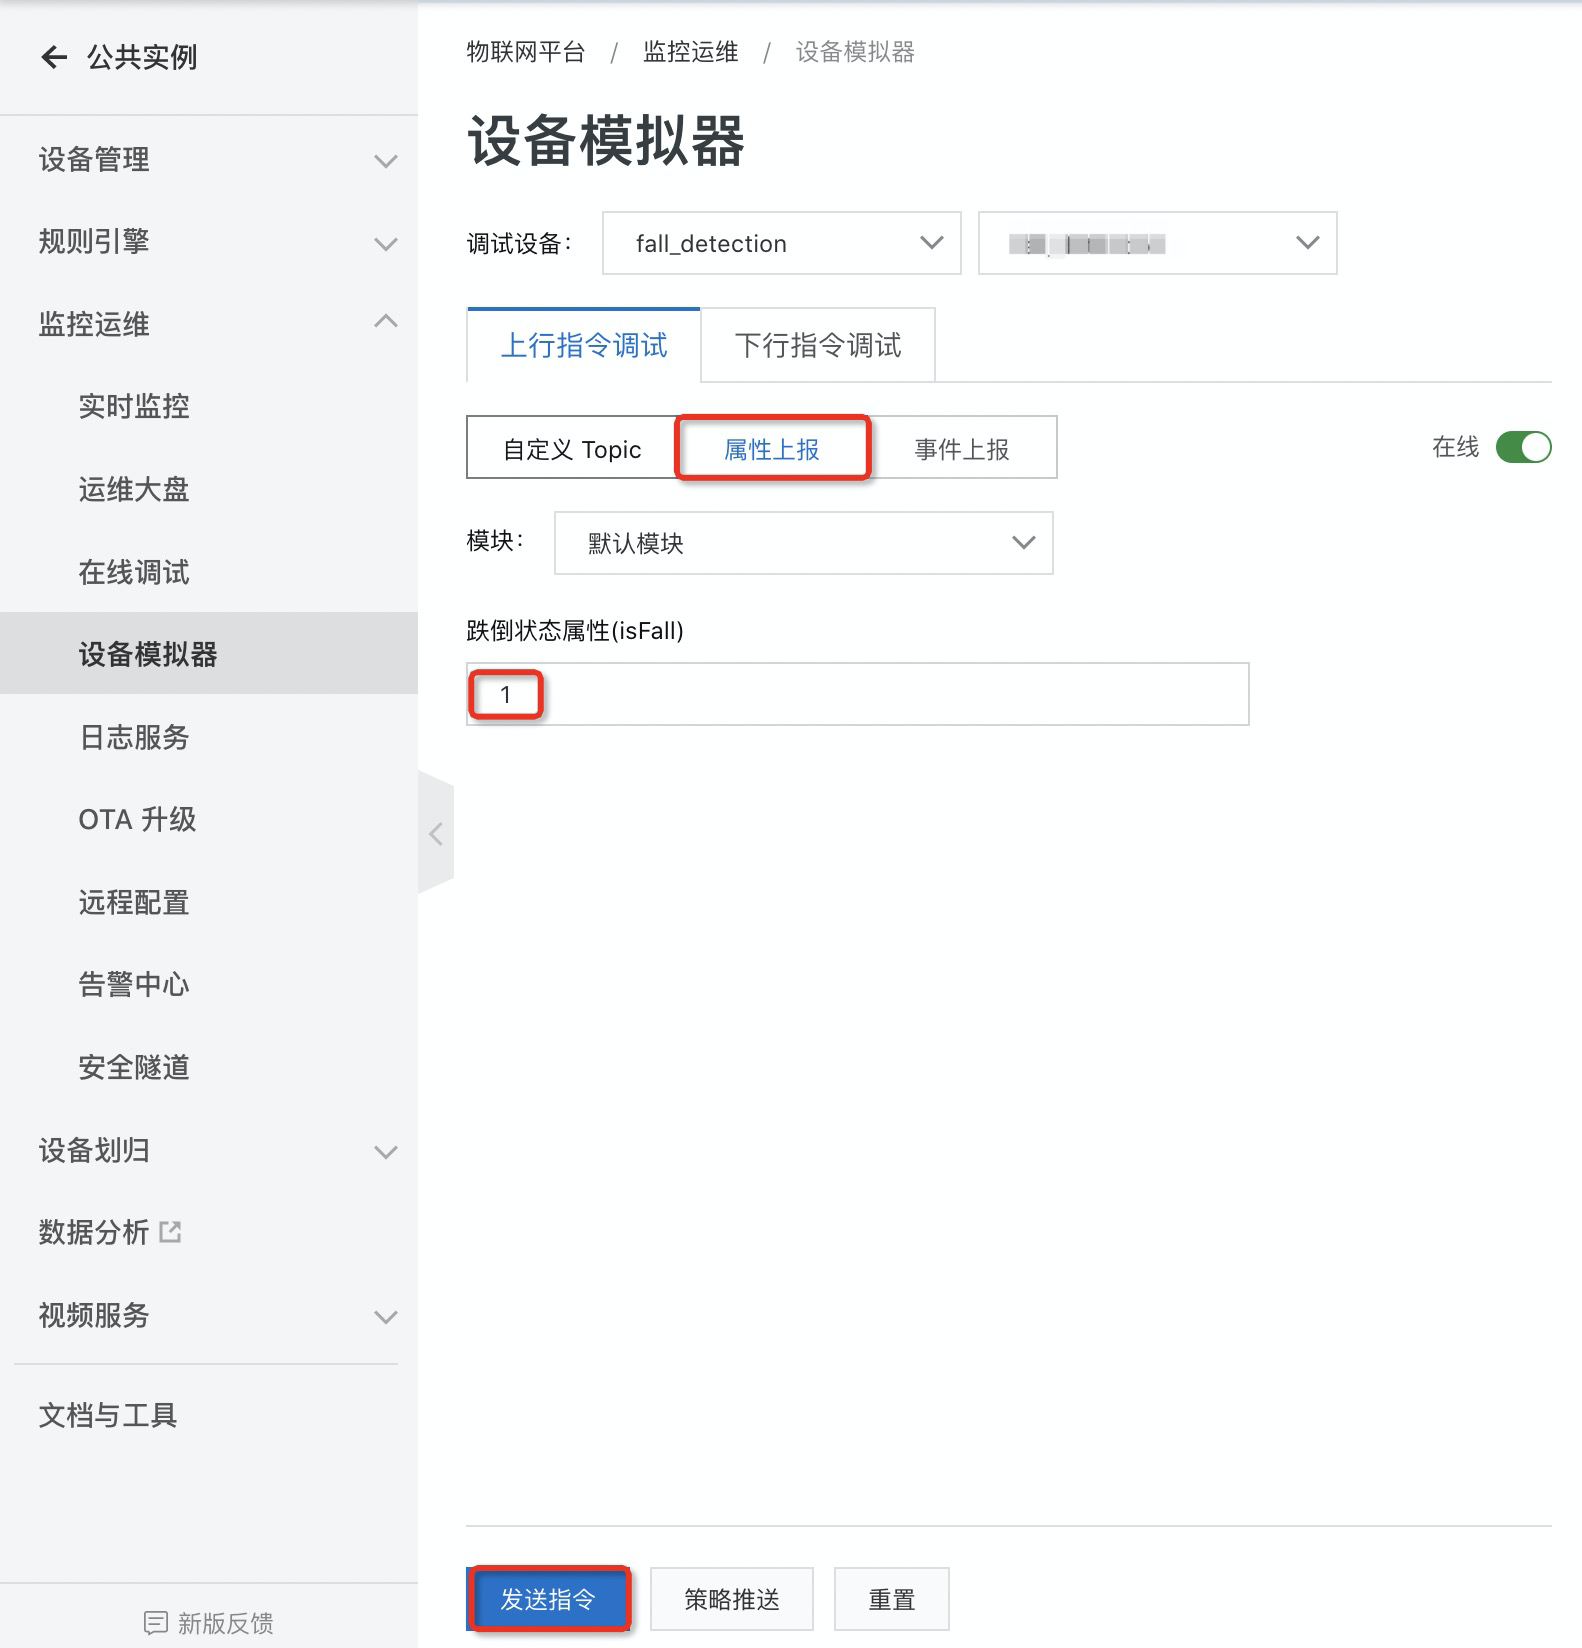 公共实例
设备管理
规则引擎
监控运维
实时监控
运维大盘
在线调试
设备模拟器
日志服务
OTA 升级
远程配置
告警中心
安全隧道
设备划归
数据分析
视频服务
文档与工具
新版反馈
物联网平台 / 监控运维 / 设备模拟器
设备模拟器
调试设备： fall_detection
上行指令调试 下行指令调试
自定义 Topic 属性上报 事件上报 在线
模块： 默认模块
跌倒状态属性(isFall)
1
发送指令 策略推送 重置